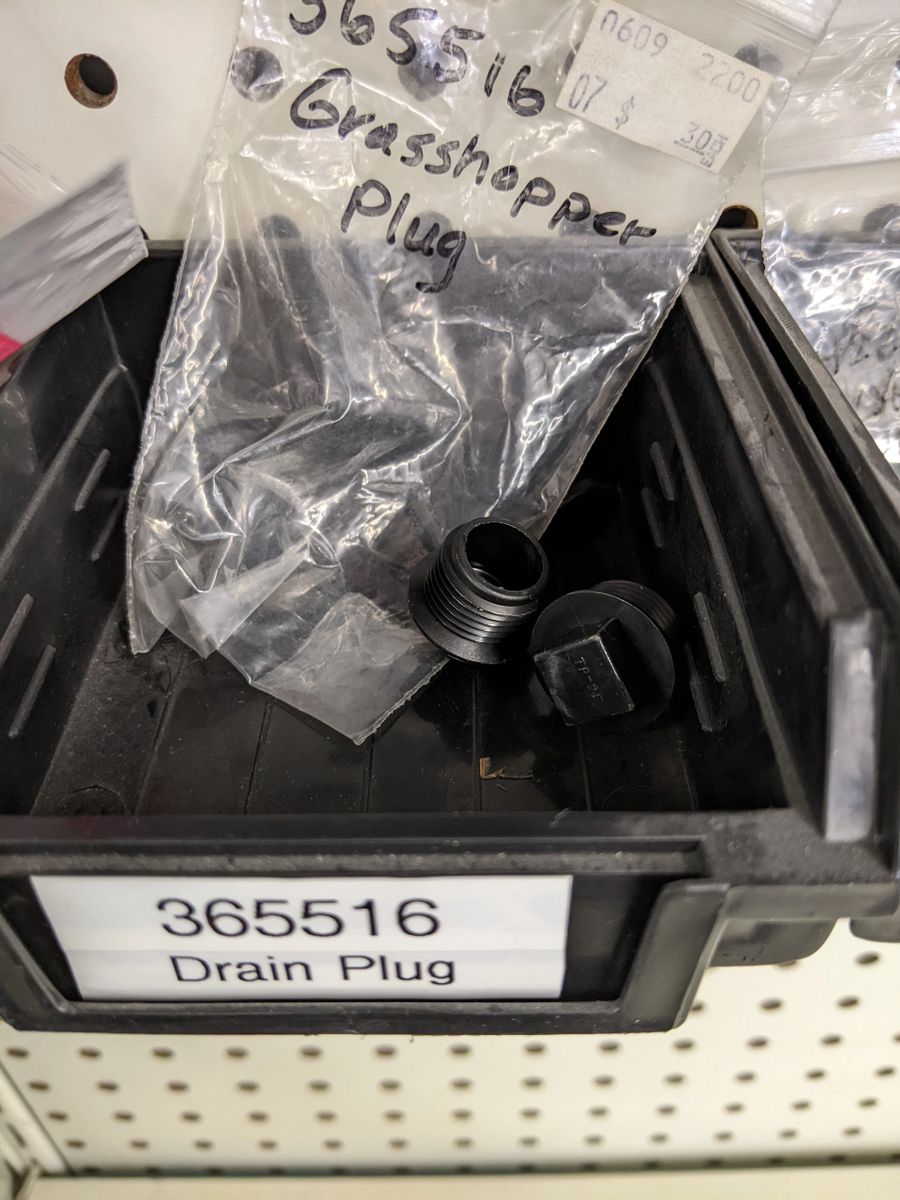 365516
Grasshopper
Plug
0609 2200
07 $
365516
Drain Plug